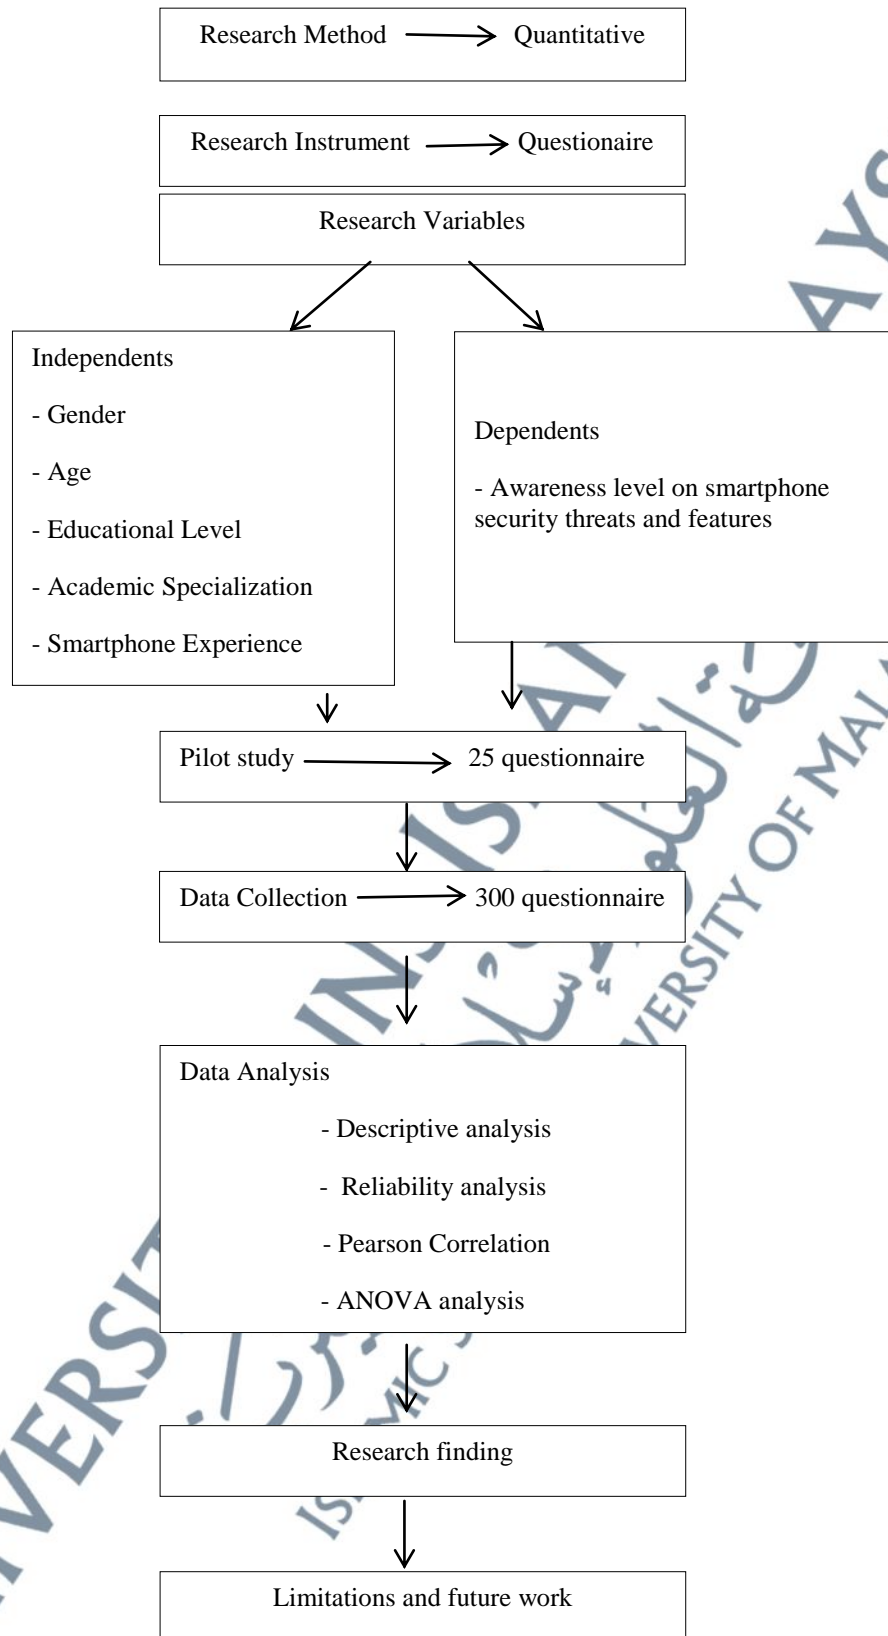 Research Method → Quantitative
Research Instrument → Questionaire
Research Variables
Independents
- Gender
- Age
- Educational Level
- Academic Specialization
- Smartphone Experience
Dependents
- Awareness level on smartphone
security threats and features
Pilot study → 25 questionnaire
Data Collection → 300 questionnaire
Data Analysis
- Descriptive analysis
- Reliability analysis
- Pearson Correlation
- ANOVA analysis
Research finding
Limitations and future work